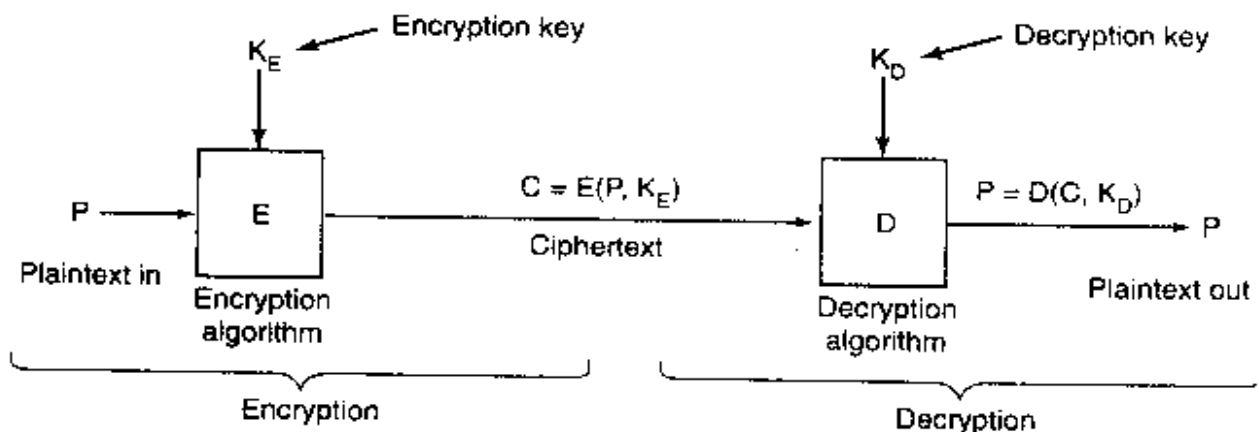 Encryption key
K_E
Decryption key
K_D
P
Plaintext in
E
Encryption
algorithm
C = E(P, K_E)
Ciphertext
D
Decryption
algorithm
P = D(C, K_D)
P
Plaintext out
Encryption
Decryption